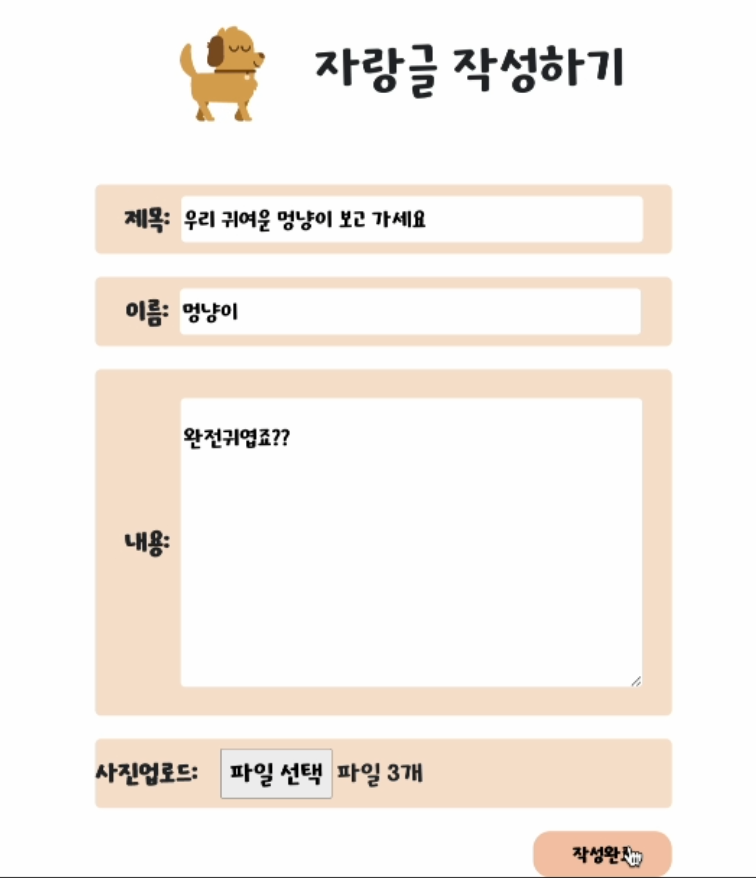 자랑글 작성하기
제목: 우리 귀여운 멍냥이 보고 가세요
이름: 멍냥이
완전귀엽죠??
내용:
사진업로드: 파일 선택 파일 3개